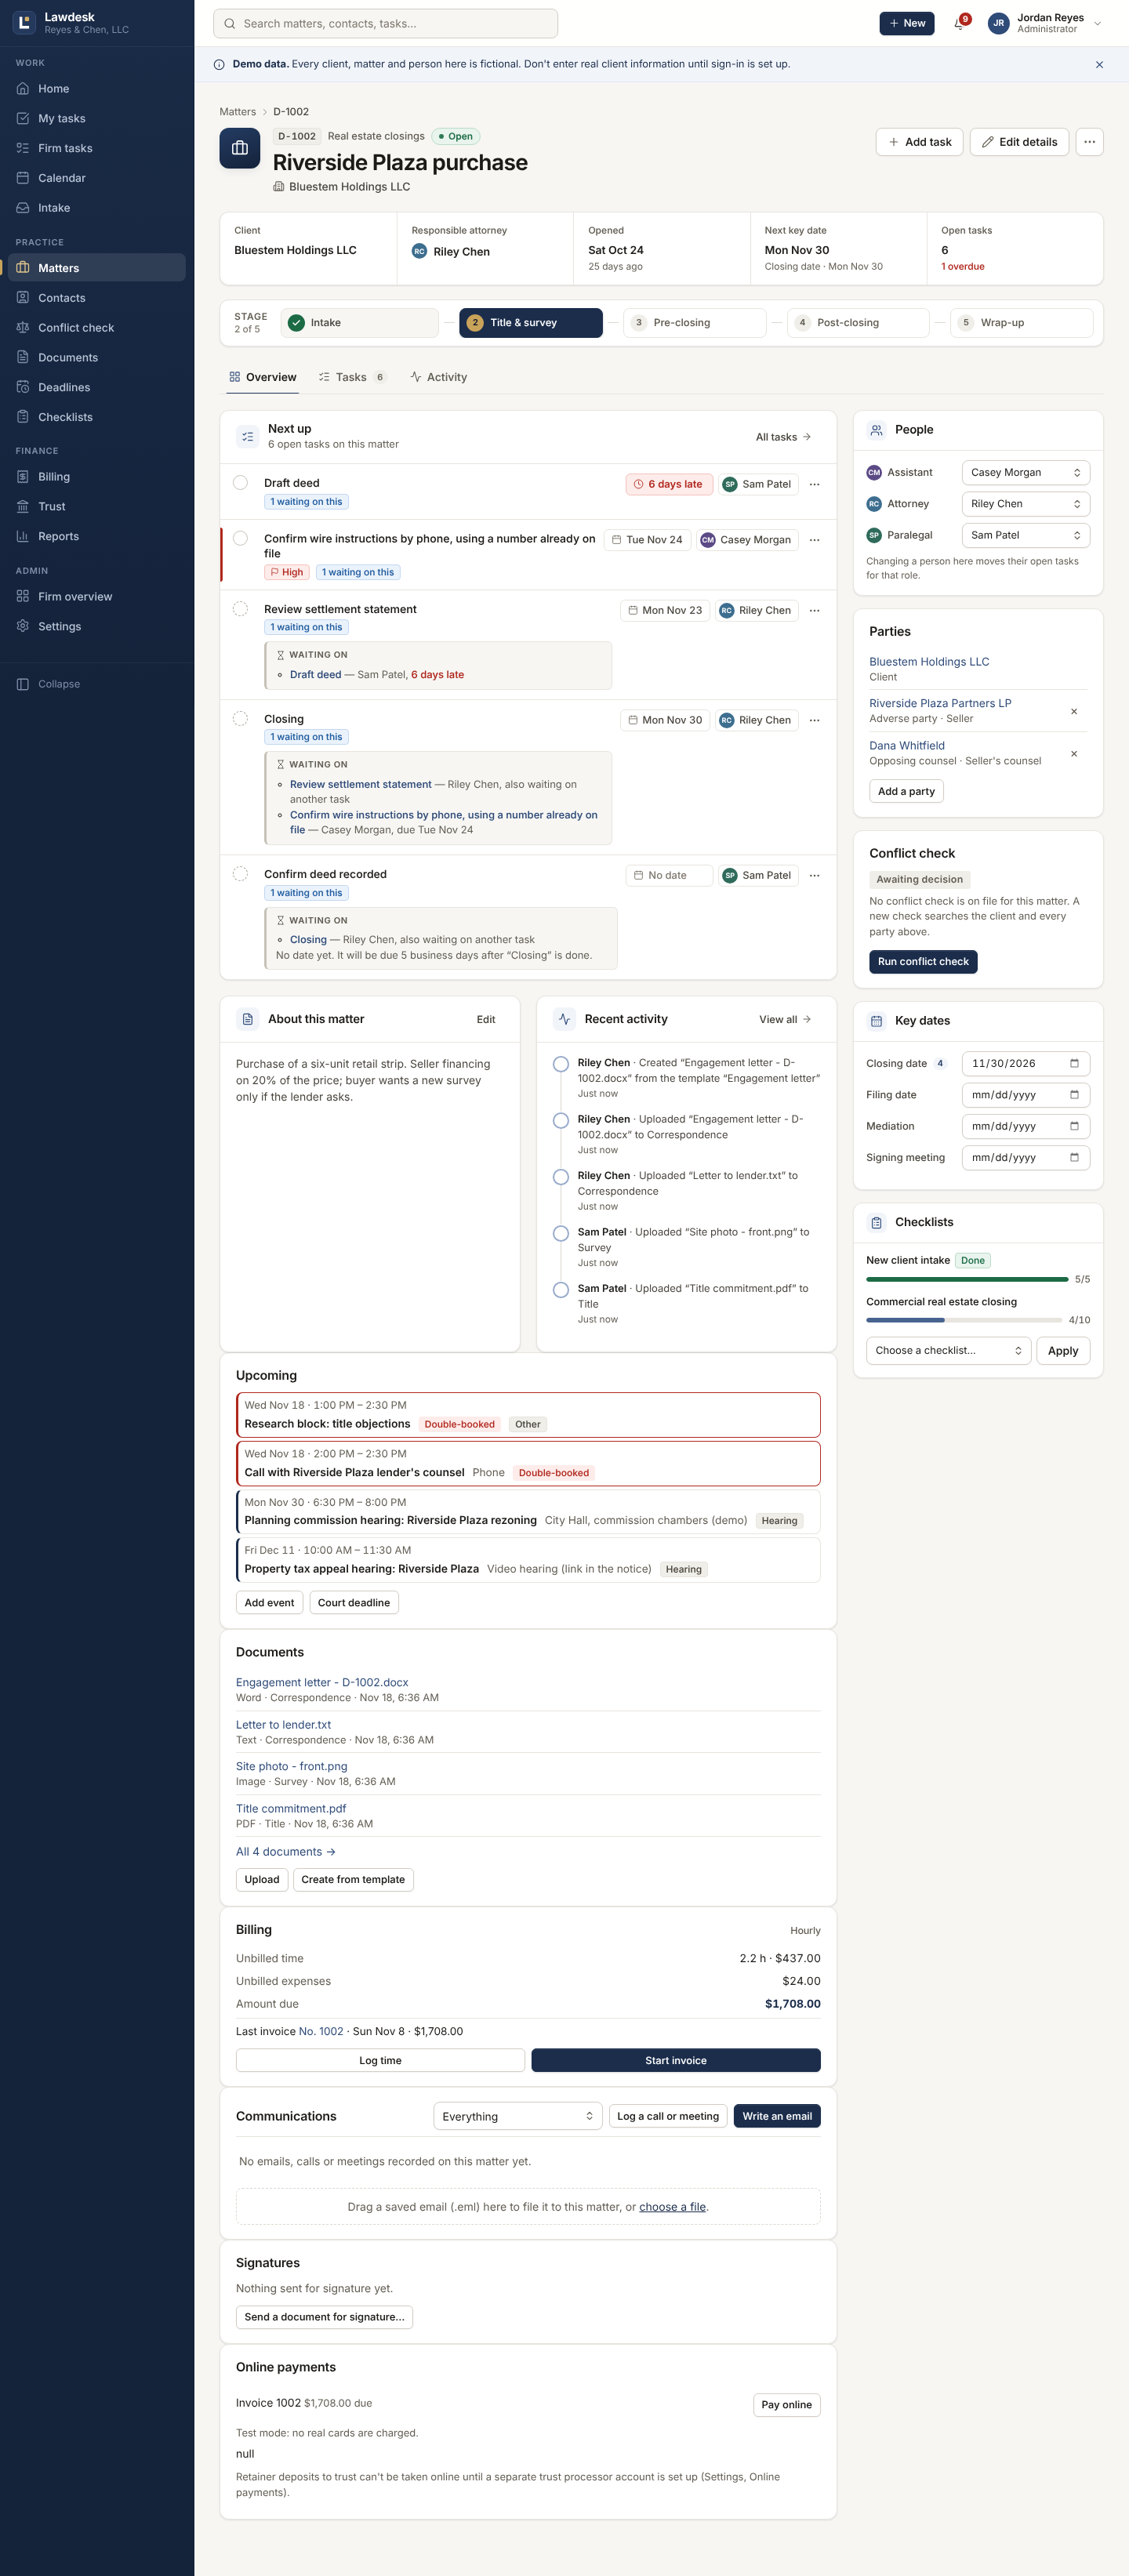 Lawdesk
Reyes & Chen, LLC
WORK
Home
My tasks
Firm tasks
Calendar
Intake
PRACTICE
Matters
Contacts
Conflict check
Documents
Deadlines
Checklists
FINANCE
Billing
Trust
Reports
ADMIN
Firm overview
Settings
Collapse
Search matters, contacts, tasks...
New
9
JR
Jordan Reyes
Administrator
Demo data. Every client, matter and person here is fictional. Don't enter real client information until sign-in is set up.
Matters > D-1002
D-1002 Real estate closings Open
Riverside Plaza purchase
Bluestem Holdings LLC
Add task
Edit details
Client
Bluestem Holdings LLC
Responsible attorney
RC Riley Chen
Opened
Sat Oct 24
25 days ago
Next key date
Mon Nov 30
Closing date · Mon Nov 30
Open tasks
6
1 overdue
STAGE
2 of 5
Intake
2 Title & survey
3 Pre-closing
4 Post-closing
5 Wrap-up
Overview
Tasks 6
Activity
Next up
6 open tasks on this matter
All tasks →
Draft deed
1 waiting on this
6 days late
SP Sam Patel
Confirm wire instructions by phone, using a number already on
file
High 1 waiting on this
Tue Nov 24
CM Casey Morgan
Review settlement statement
1 waiting on this
Mon Nov 23
RC Riley Chen
WAITING ON
Draft deed — Sam Patel, 6 days late
Closing
1 waiting on this
Mon Nov 30
RC Riley Chen
WAITING ON
Review settlement statement — Riley Chen, also waiting on
another task
Confirm wire instructions by phone, using a number already on
file — Casey Morgan, due Tue Nov 24
Confirm deed recorded
1 waiting on this
No date
SP Sam Patel
WAITING ON
Closing — Riley Chen, also waiting on another task
No date yet. It will be due 5 business days after “Closing” is done.
About this matter
Edit
Purchase of a six-unit retail strip. Seller financing
on 20% of the price; buyer wants a new survey
only if the lender asks.
Recent activity
View all →
Riley Chen · Created “Engagement letter - D-
1002.docx” from the template “Engagement letter”
Just now
Riley Chen · Uploaded “Engagement letter - D-
1002.docx” to Correspondence
Just now
Riley Chen · Uploaded “Letter to lender.txt” to
Correspondence
Just now
Sam Patel · Uploaded “Site photo - front.png” to
Survey
Just now
Sam Patel · Uploaded “Title commitment.pdf” to
Title
Just now
Upcoming
Wed Nov 18 · 1:00 PM – 2:30 PM
Research block: title objections Double-booked Other
Wed Nov 18 · 2:00 PM – 2:30 PM
Call with Riverside Plaza lender's counsel Phone Double-booked
Mon Nov 30 · 6:30 PM – 8:00 PM
Planning commission hearing: Riverside Plaza rezoning City Hall, commission chambers (demo) Hearing
Fri Dec 11 · 10:00 AM – 11:30 AM
Property tax appeal hearing: Riverside Plaza Video hearing (link in the notice) Hearing
Add event
Court deadline
Documents
Engagement letter - D-1002.docx
Word · Correspondence · Nov 18, 6:36 AM
Letter to lender.txt
Text · Correspondence · Nov 18, 6:36 AM
Site photo - front.png
Image · Survey · Nov 18, 6:36 AM
Title commitment.pdf
PDF · Title · Nov 18, 6:36 AM
All 4 documents →
Upload
Create from template
Billing
Hourly
Unbilled time 2.2 h · $437.00
Unbilled expenses $24.00
Amount due $1,708.00
Last invoice No. 1002 · Sun Nov 8 · $1,708.00
Log time
Start invoice
Communications
Everything
Log a call or meeting
Write an email
No emails, calls or meetings recorded on this matter yet.
Drag a saved email (.eml) here to file it to this matter, or choose a file.
Signatures
Nothing sent for signature yet.
Send a document for signature...
Online payments
Invoice 1002 $1,708.00 due
Pay online
Test mode: no real cards are charged.
null
Retainer deposits to trust can't be taken online until a separate trust processor account is set up (Settings, Online
payments).
People
CM Assistant Casey Morgan
RC Attorney Riley Chen
SP Paralegal Sam Patel
Changing a person here moves their open tasks
for that role.
Parties
Bluestem Holdings LLC
Client
Riverside Plaza Partners LP
Adverse party · Seller
Dana Whitfield
Opposing counsel · Seller's counsel
Add a party
Conflict check
Awaiting decision
No conflict check is on file for this matter. A
new check searches the client and every
party above.
Run conflict check
Key dates
Closing date 4 11/30/2026
Filing date mm/dd/yyyy
Mediation mm/dd/yyyy
Signing meeting mm/dd/yyyy
Checklists
New client intake Done
5/5
Commercial real estate closing
4/10
Choose a checklist...
Apply